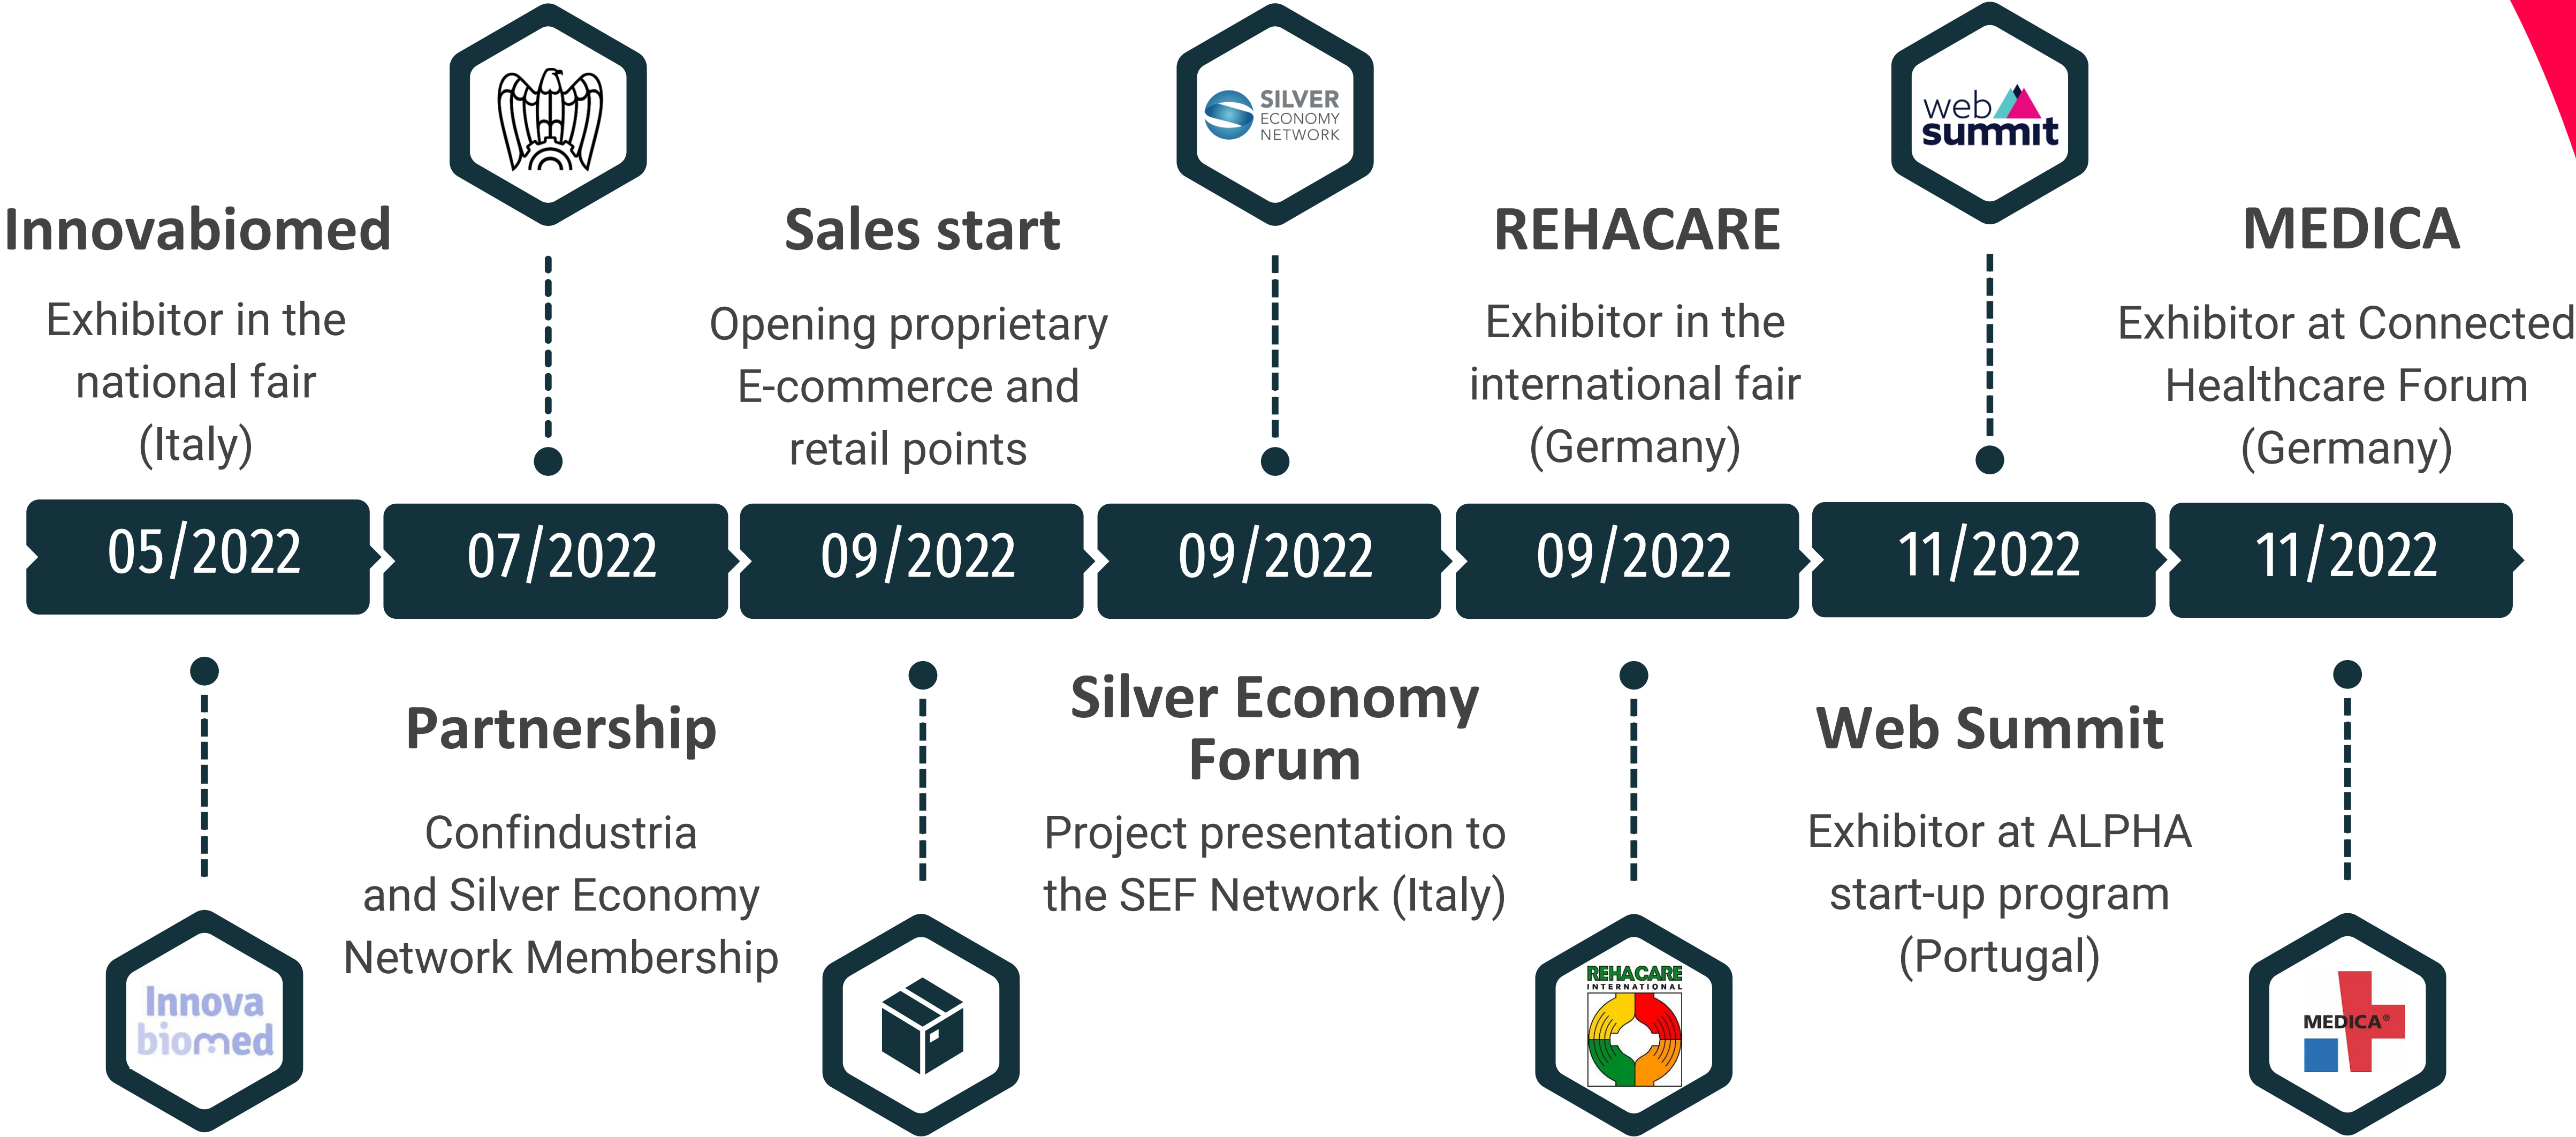 SILVER
ECONOMY
NETWORK
web
summit
Innovabiomed
Exhibitor in the
national fair
(Italy)
Sales start
Opening proprietary
E-commerce and
retail points
REHACARE
Exhibitor in the
international fair
(Germany)
MEDICA
Exhibitor at Connected
Healthcare Forum
(Germany)
05/2022
07/2022
09/2022
09/2022
09/2022
11/2022
11/2022
Partnership
Confindustria
and Silver Economy
Network Membership
Silver Economy
Forum
Project presentation to
the SEF Network (Italy)
Web Summit
Exhibitor at ALPHA
start-up program
(Portugal)
Innova
biomed
REHACARE
INTERNATIONAL
MEDICA®